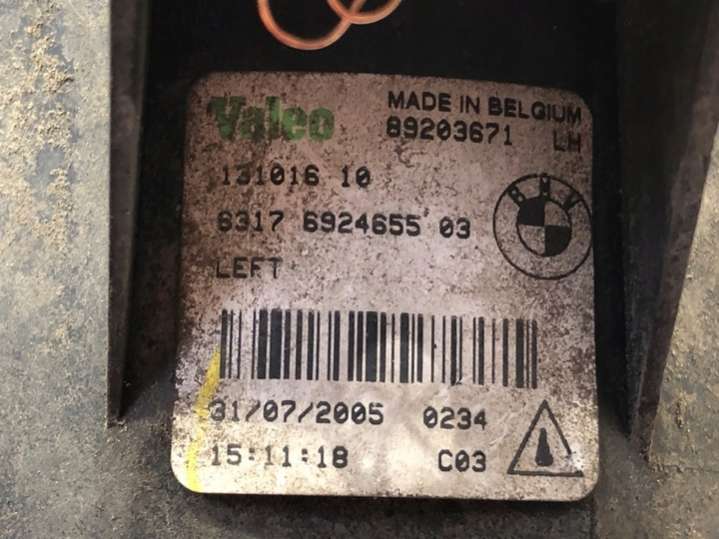 Valeo
MADE IN BELGIUM
89203671 LH
131016 10
BMW
6317 6924655 03
LEFT
31/07/2005 0234
15:11:18 C03